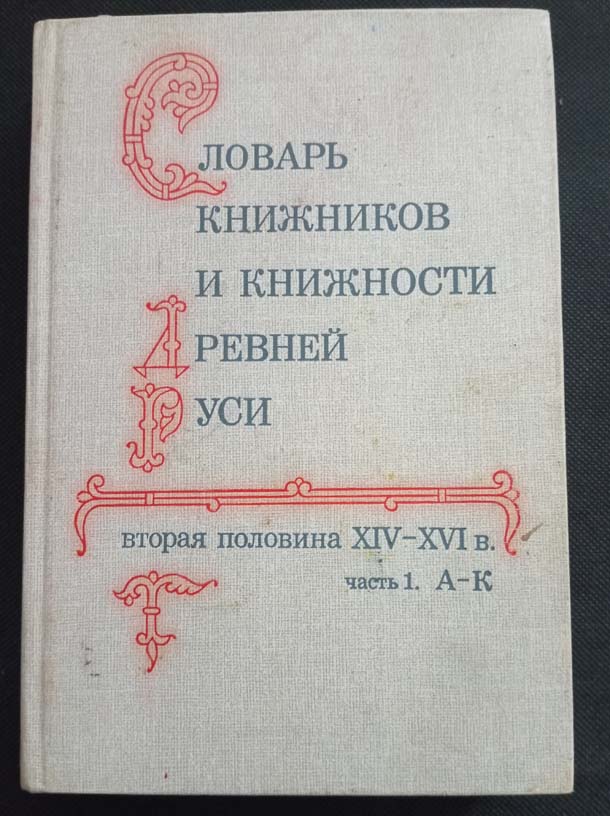 Словарь
книжников
и книжности
Древней
Руси
вторая половина XIV–XVI в.
часть 1. А–К